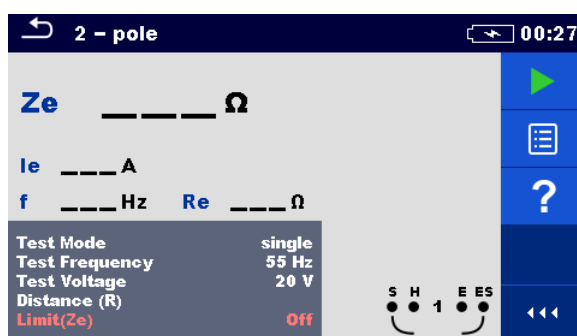 2 - pole 00:27
Ze ___ Ω
Ie ___ A
f ___ Hz Re ___ Ω
Test Mode single
Test Frequency 55 Hz
Test Voltage 20 V
Distance (R)
Limit(Ze) Off
S H E ES
1
?